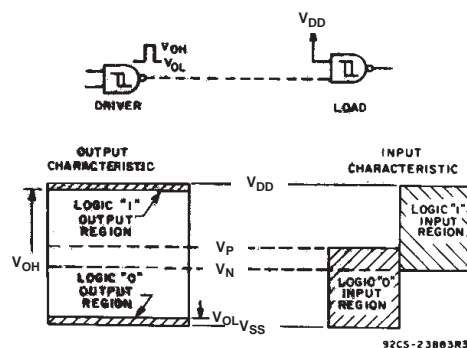 VDD
VOH
VOL
DRIVER
LOAD
OUTPUT
CHARACTERISTIC
INPUT
CHARACTERISTIC
VDD
LOGIC "1"
OUTPUT
REGION
LOGIC "1"
INPUT
REGION
VP
VOH
VN
LOGIC "0"
OUTPUT
REGION
LOGIC "0"
INPUT
REGION
VOL
VSS
92CS-23883R3